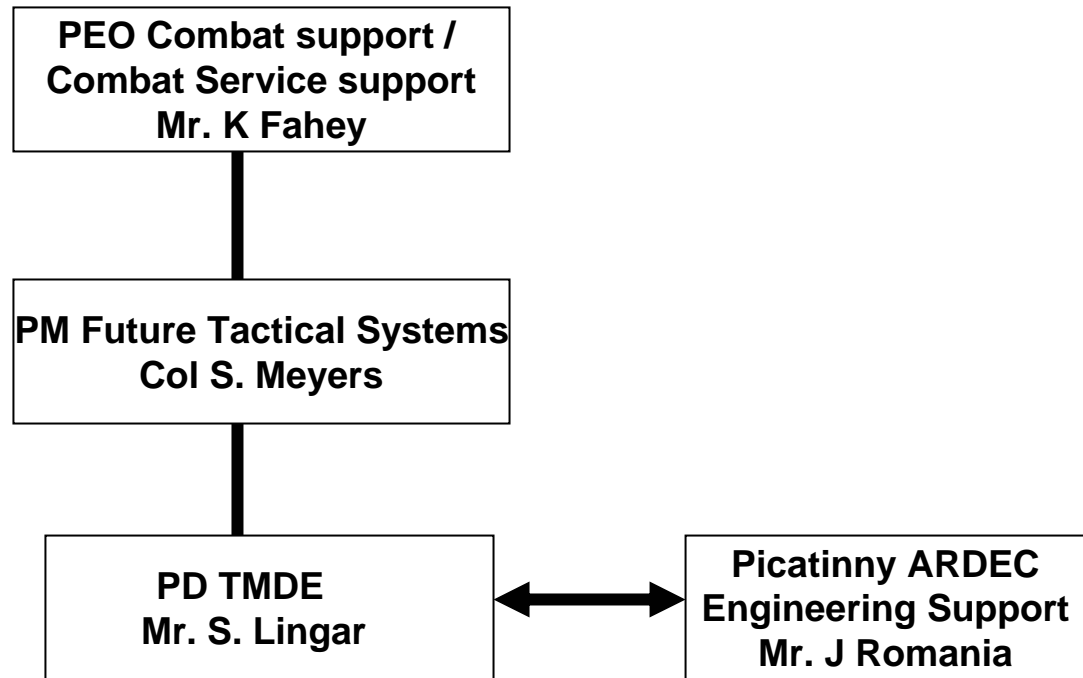 PEO Combat support /
Combat Service support
Mr. K Fahey
PM Future Tactical Systems
Col S. Meyers
PD TMDE
Mr. S. Lingar
Picatinny ARDEC
Engineering Support
Mr. J Romania